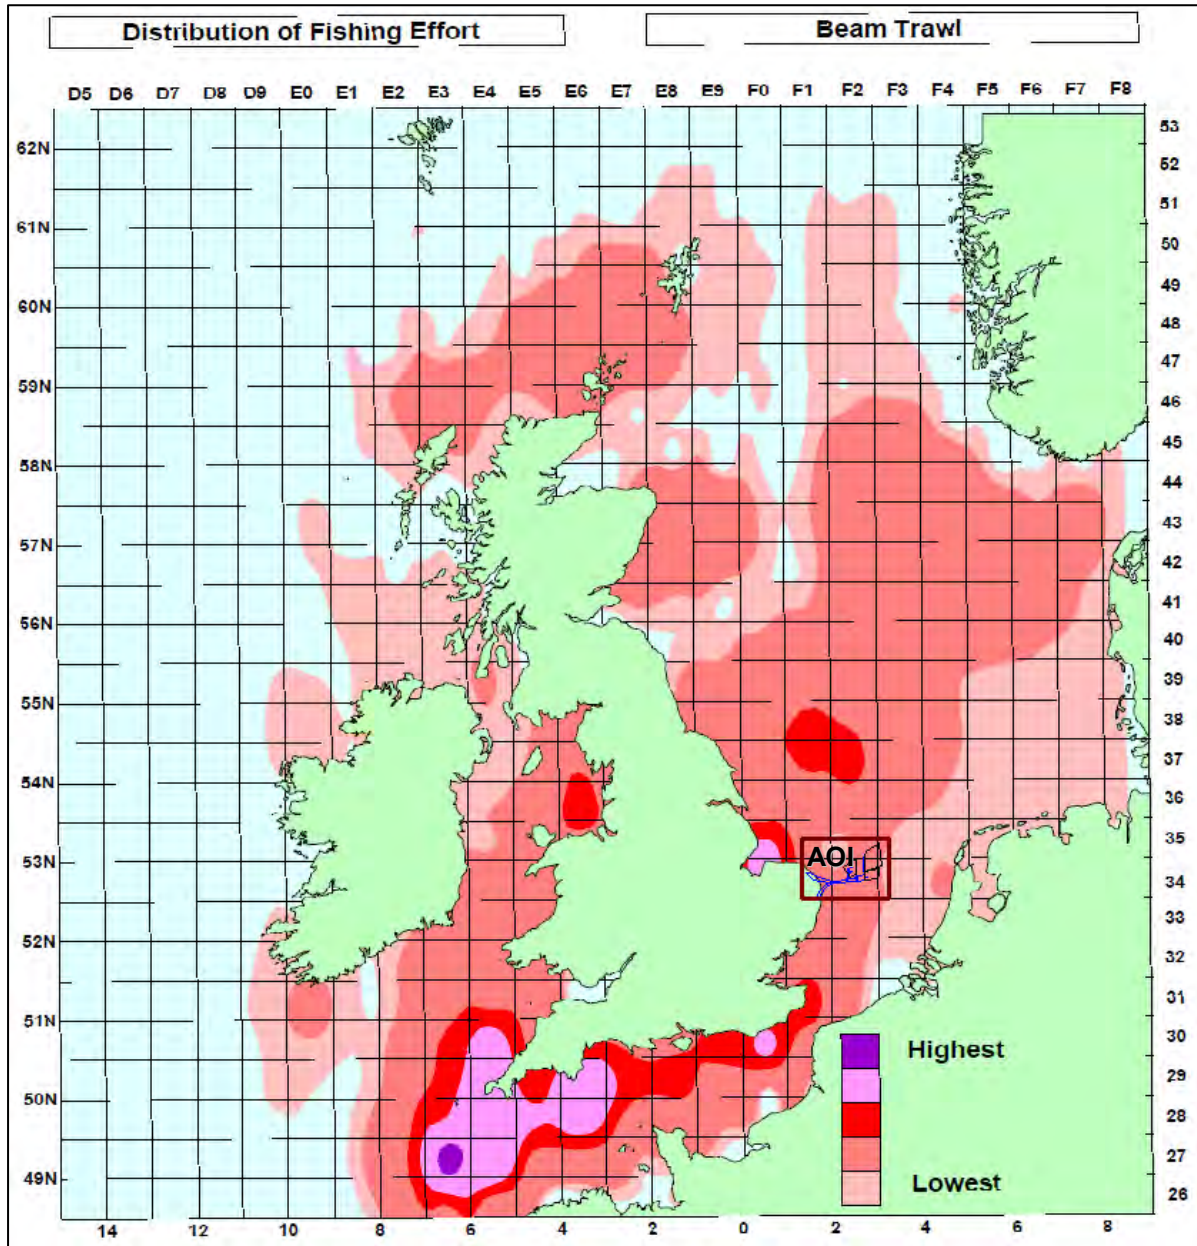 Distribution of Fishing Effort
Beam Trawl
D5 D6 D7 D8 D9 E0 E1 E2 E3 E4 E5 E6 E7 E8 E9 F0 F1 F2 F3 F5 F6 F7 F8
53
62N
52
51
61N
50
49
60N
48
47
59N
46
45
58N
44
43
57N
42
41
56N
40
39
55N
38
37
54N
36
35
53N
AOI
34
33
52N
32
31
51N
30
Highest
29
50N
28
27
49N
Lowest
26
14 12 10 8 6 4 2 0 2 4 6 8